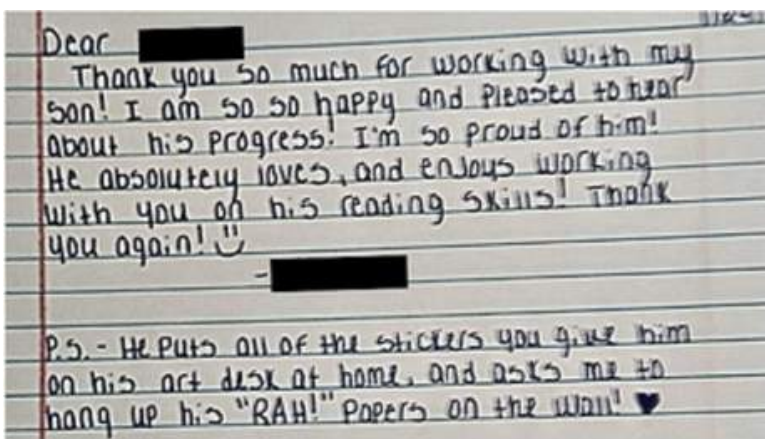 Dear
Thank you so much for working with my
son! I am so so happy and pleased to hear
about his progress! I'm so proud of him!
He absolutely loves, and enjoys working
with you on his reading skills! Thank
you again! :)
-
P.S. - He puts all of the stickers you give him
on his art desk at home, and asks me to
hang up his "RAH!" Papers on the wall! ♥